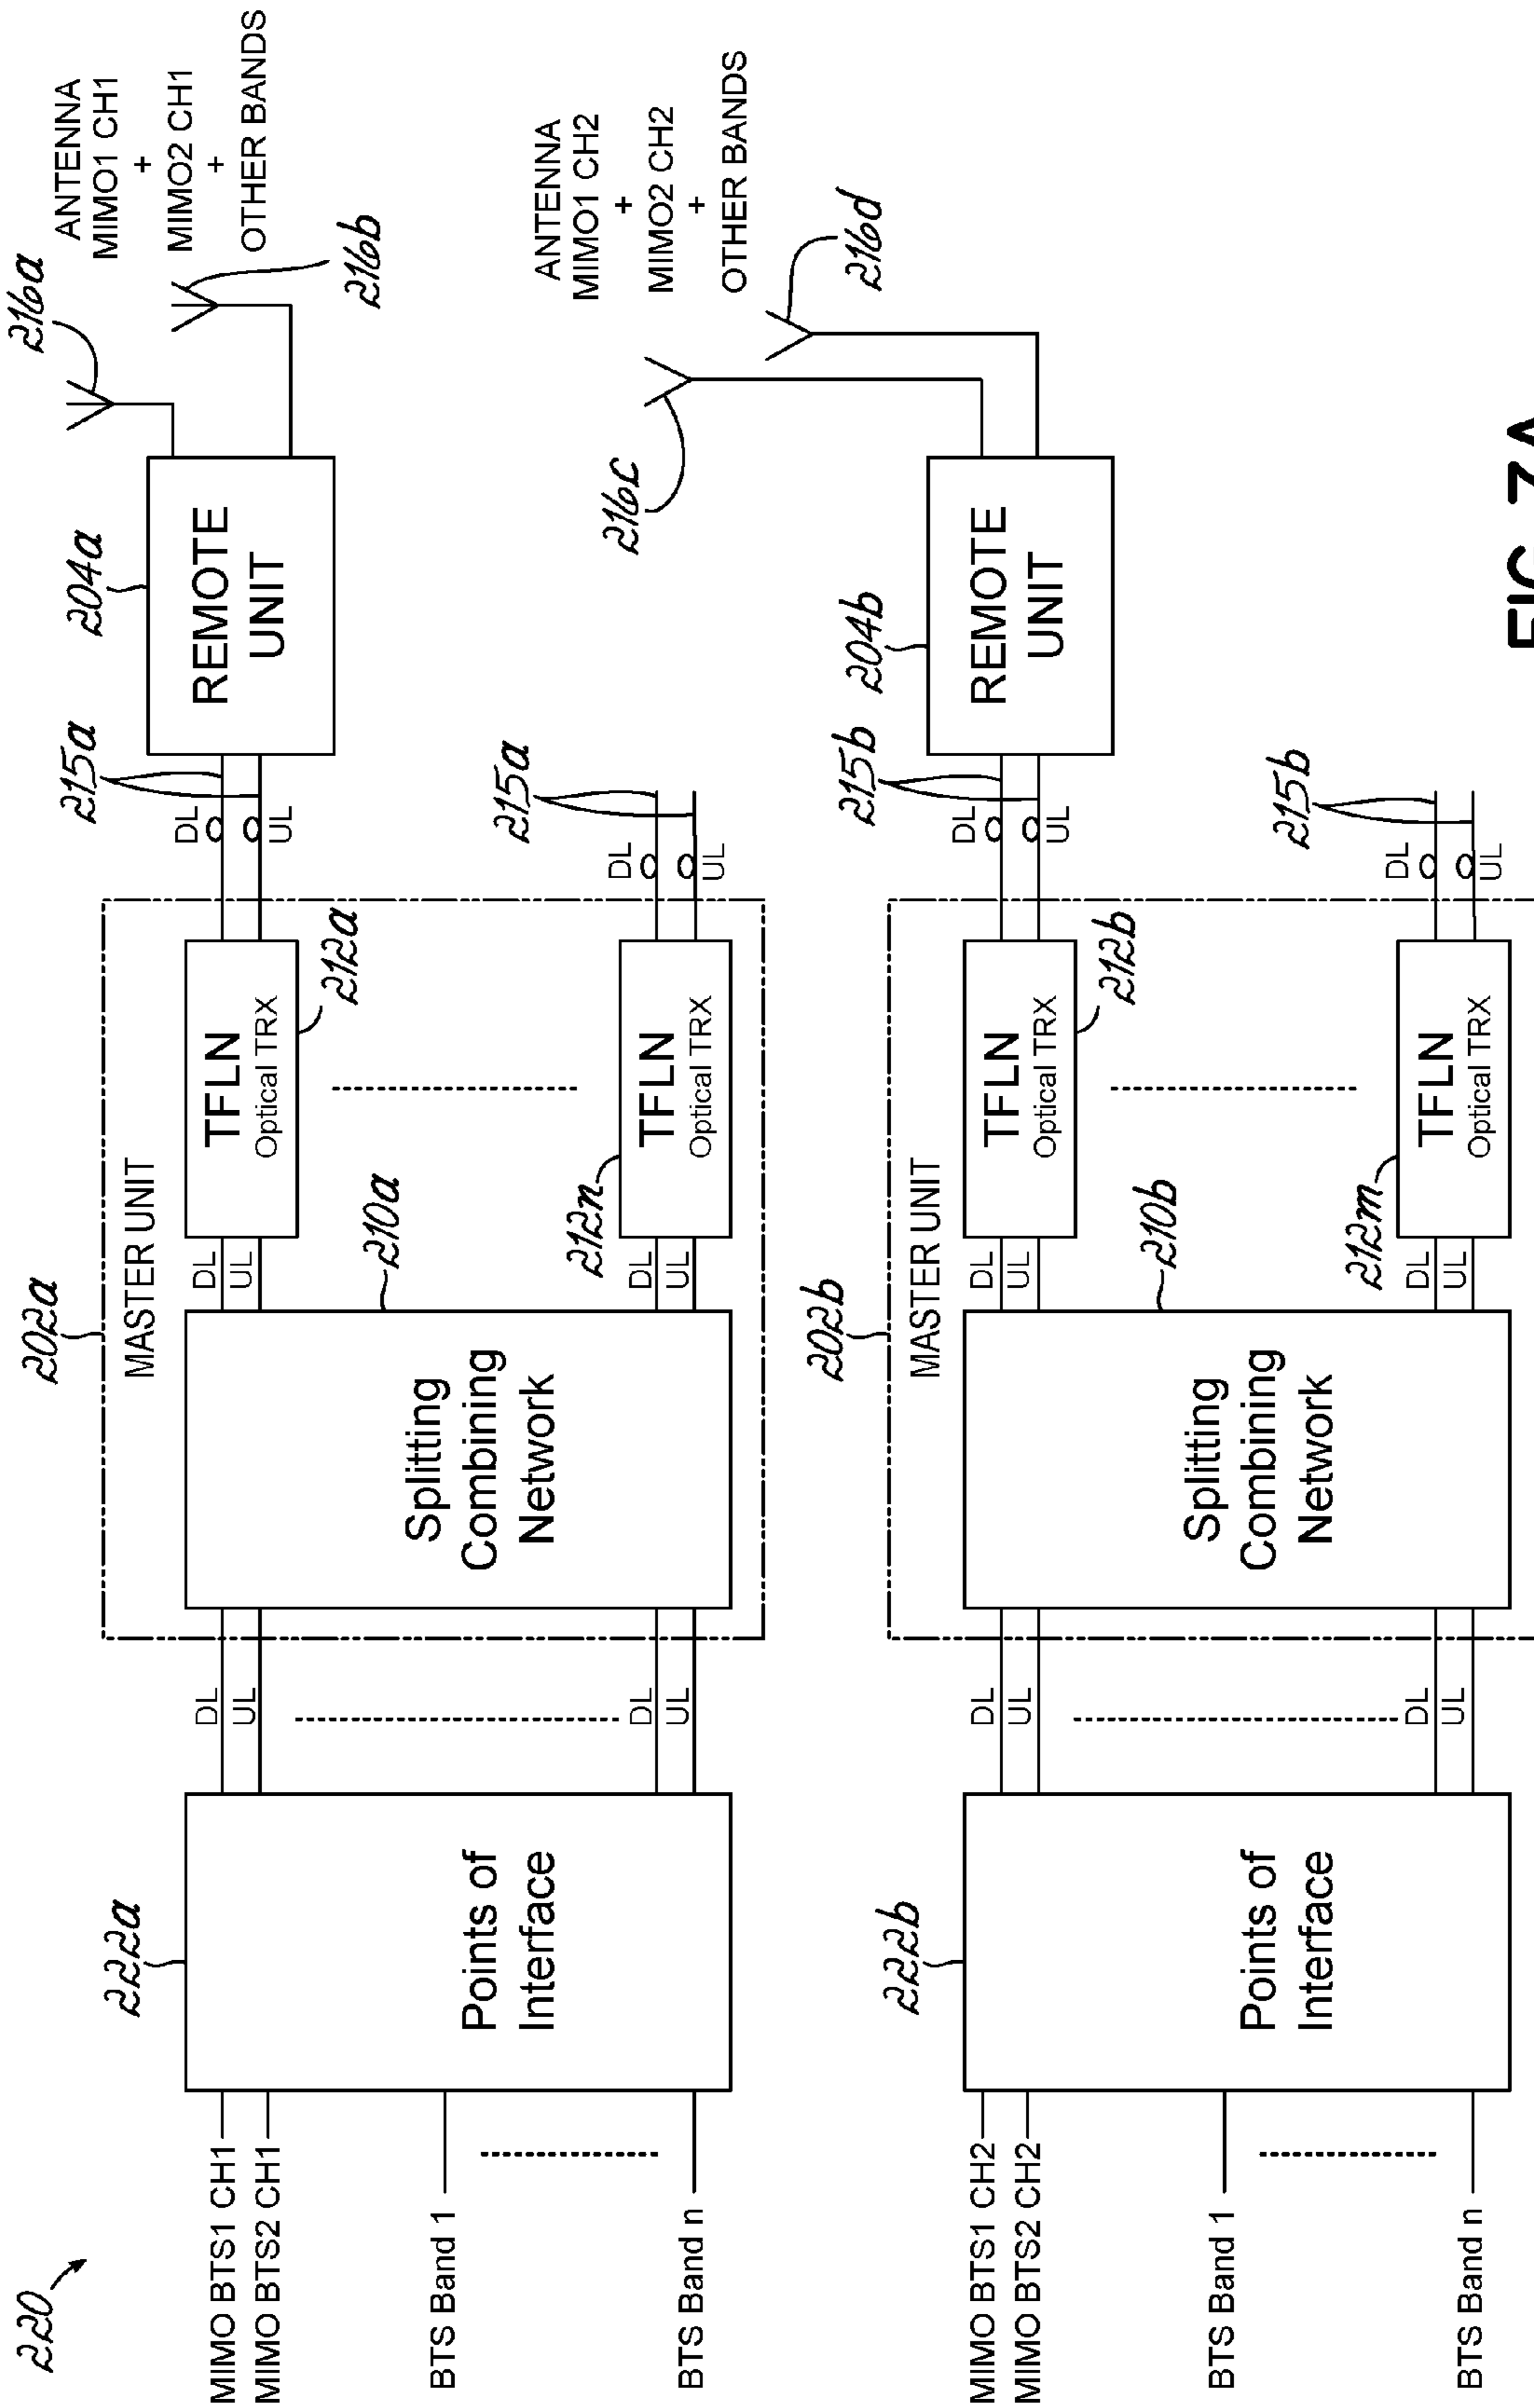 220
MIMO BTS1 CH1
MIMO BTS2 CH1
BTS Band 1
BTS Band n
222a
Points of
Interface
DL
UL
DL
UL
202a
MASTER UNIT
Splitting
Combining
Network
210a
DL
UL
DL
UL
TFLN
Optical TRX
212a
212n
TFLN
Optical TRX
DL
UL
215a
DL
UL
215a
204a
REMOTE
UNIT
216a
216b
ANTENNA
MIMO1 CH1
+
MIMO2 CH1
+
OTHER BANDS
MIMO BTS1 CH2
MIMO BTS2 CH2
BTS Band 1
BTS Band n
222b
Points of
Interface
DL
UL
DL
UL
202b
MASTER UNIT
Splitting
Combining
Network
210b
DL
UL
DL
UL
TFLN
Optical TRX
212b
212m
TFLN
Optical TRX
DL
UL
215b
DL
UL
215b
204b
REMOTE
UNIT
216c
216d
ANTENNA
MIMO1 CH2
+
MIMO2 CH2
+
OTHER BANDS